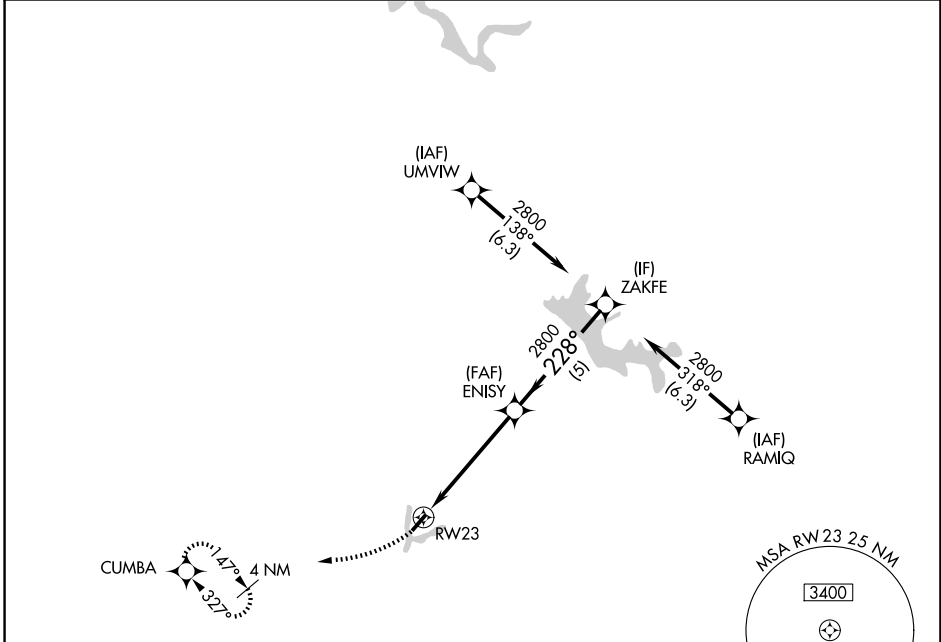 (IAF)
UMVIW
2800
138°
(6.3)
(IF)
ZAKFE
2800
228°
(5)
(FAF)
ENISY
2800
318°
(6.3)
(IAF)
RAMIQ
RW23
CUMBA
147°
4 NM
327°
MSA RW 23 25 NM
3400